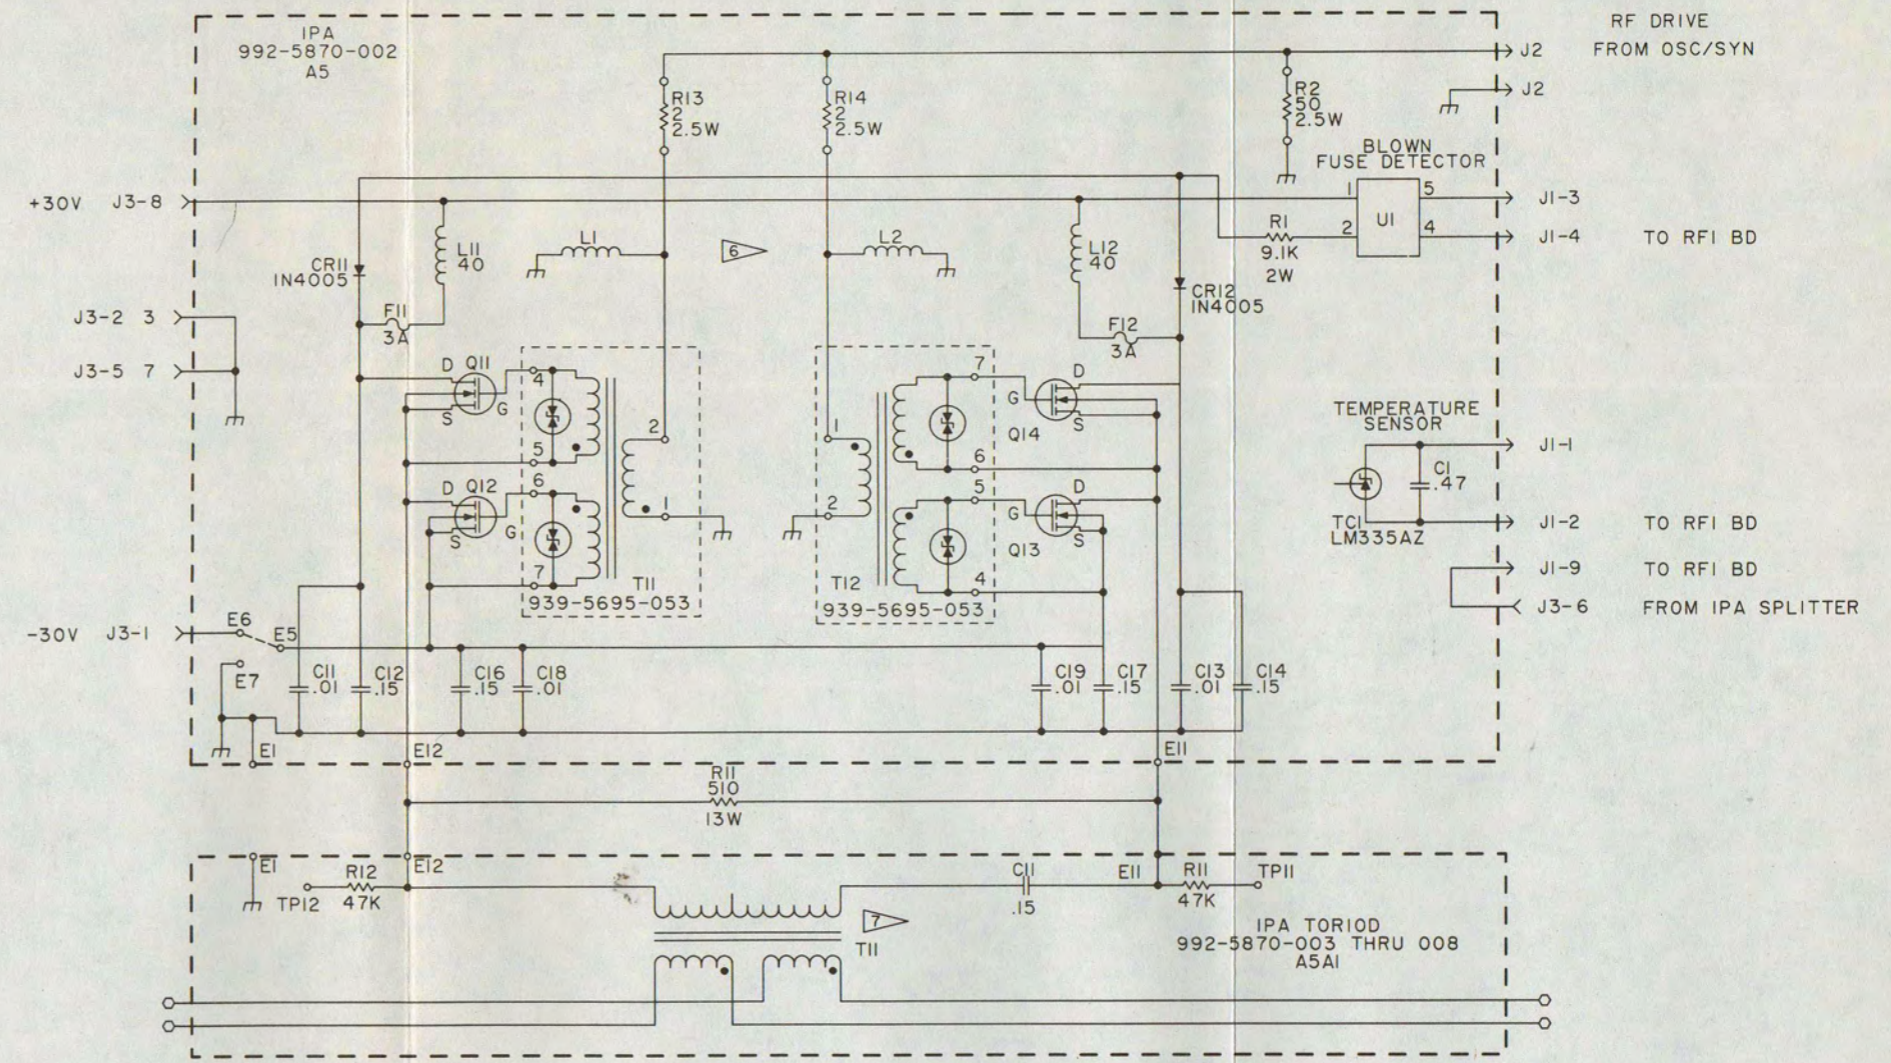 IPA
992-5870-002
A5
RF DRIVE
J2 FROM OSC/SYN
J2
R13
2
2.5W
R14
2
2.5W
R2
50
2.5W
BLOWN
FUSE DETECTOR
+30V J3-8
1 5
J1-3
U1
2 4
J1-4 TO RFI BD
R1
9.1K
2W
L11
40
L1
6
L2
L12
40
CR11
1N4005
CR12
1N4005
F11
3A
F12
3A
J3-2 3
J3-5 7
D Q11
G
S
4
5
D Q12
G
S
6
7
2
1
T11
939-5695-053
1
2
T12
939-5695-053
7
6
5
4
D
G
S
Q14
D
G
S
Q13
TEMPERATURE
SENSOR
J1-1
C1
.47
TC1
LM335AZ
J1-2 TO RFI BD
J1-9 TO RFI BD
J3-6 FROM IPA SPLITTER
-30V J3-1
E6
E5
E7
C11
.01
C12
.15
C16
.15
C18
.01
C19
.01
C17
.15
C13
.01
C14
.15
E1
E12
E11
R11
510
13W
E1
E12
TP12
R12
47K
C11
.15
E11
R11
47K
TP11
7
T11
IPA TORIOD
992-5870-003 THRU 008
A5A1